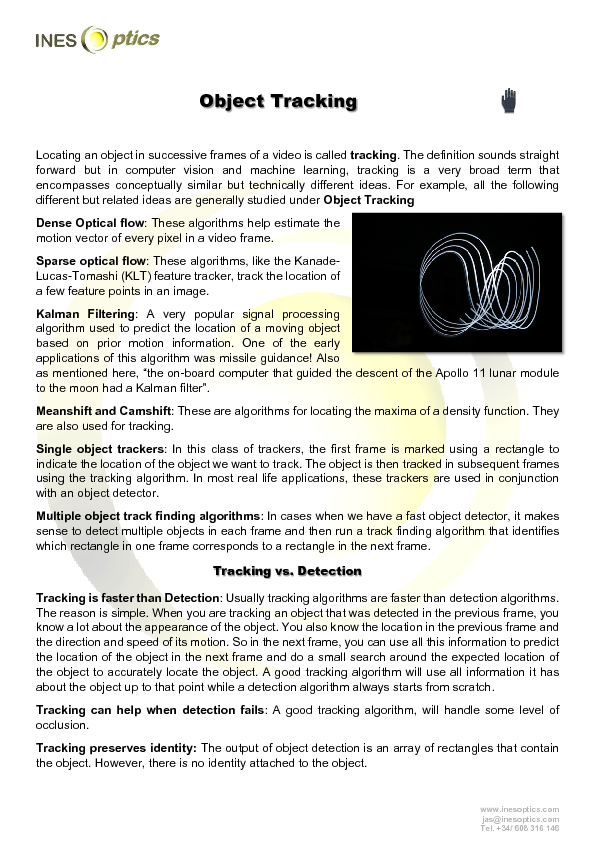 INES Optics
Object Tracking
Locating an object in successive frames of a video is called tracking. The definition sounds straight
forward but in computer vision and machine learning, tracking is a very broad term that
encompasses conceptually similar but technically different ideas. For example, all the following
different but related ideas are generally studied under Object Tracking
Dense Optical flow: These algorithms help estimate the
motion vector of every pixel in a video frame.
Sparse optical flow: These algorithms, like the Kanade-
Lucas-Tomashi (KLT) feature tracker, track the location of
a few feature points in an image.
Kalman Filtering: A very popular signal processing
algorithm used to predict the location of a moving object
based on prior motion information. One of the early
applications of this algorithm was missile guidance! Also
as mentioned here, “the on-board computer that guided the descent of the Apollo 11 lunar module
to the moon had a Kalman filter”.
Meanshift and Camshift: These are algorithms for locating the maxima of a density function. They
are also used for tracking.
Single object trackers: In this class of trackers, the first frame is marked using a rectangle to
indicate the location of the object we want to track. The object is then tracked in subsequent frames
using the tracking algorithm. In most real life applications, these trackers are used in conjunction
with an object detector.
Multiple object track finding algorithms: In cases when we have a fast object detector, it makes
sense to detect multiple objects in each frame and then run a track finding algorithm that identifies
which rectangle in one frame corresponds to a rectangle in the next frame.
Tracking vs. Detection
Tracking is faster than Detection: Usually tracking algorithms are faster than detection algorithms.
The reason is simple. When you are tracking an object that was detected in the previous frame, you
know a lot about the appearance of the object. You also know the location in the previous frame and
the direction and speed of its motion. So in the next frame, you can use all this information to predict
the location of the object in the next frame and do a small search around the expected location of
the object to accurately locate the object. A good tracking algorithm will use all information it has
about the object up to that point while a detection algorithm always starts from scratch.
Tracking can help when detection fails: A good tracking algorithm, will handle some level of
occlusion.
Tracking preserves identity: The output of object detection is an array of rectangles that contain
the object. However, there is no identity attached to the object.
www.inesoptics.com
jas@inesoptics.com
Tel. +34/ 608 316 146